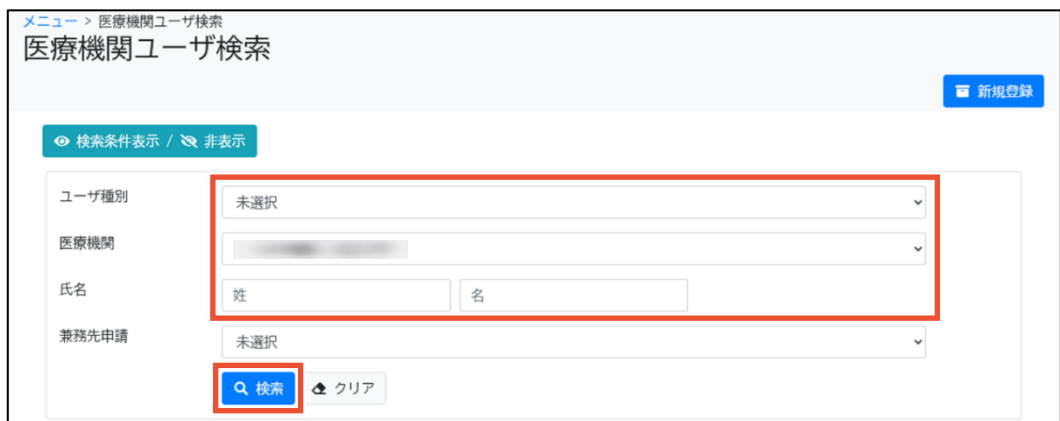 メニュー > 医療機関ユーザ検索
医療機関ユーザ検索
新規登録
検索条件表示 / 非表示
ユーザ種別
未選択
医療機関
氏名
姓 名
兼務先申請
未選択
検索 クリア